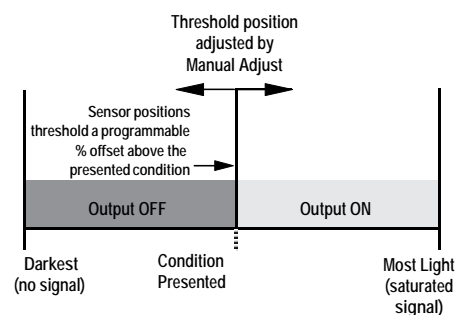 Threshold position
adjusted by
Manual Adjust
Sensor positions
threshold a programmable
% offset above the
presented condition
Output OFF
Output ON
Darkest
(no signal)
Condition
Presented
Most Light
(saturated
signal)